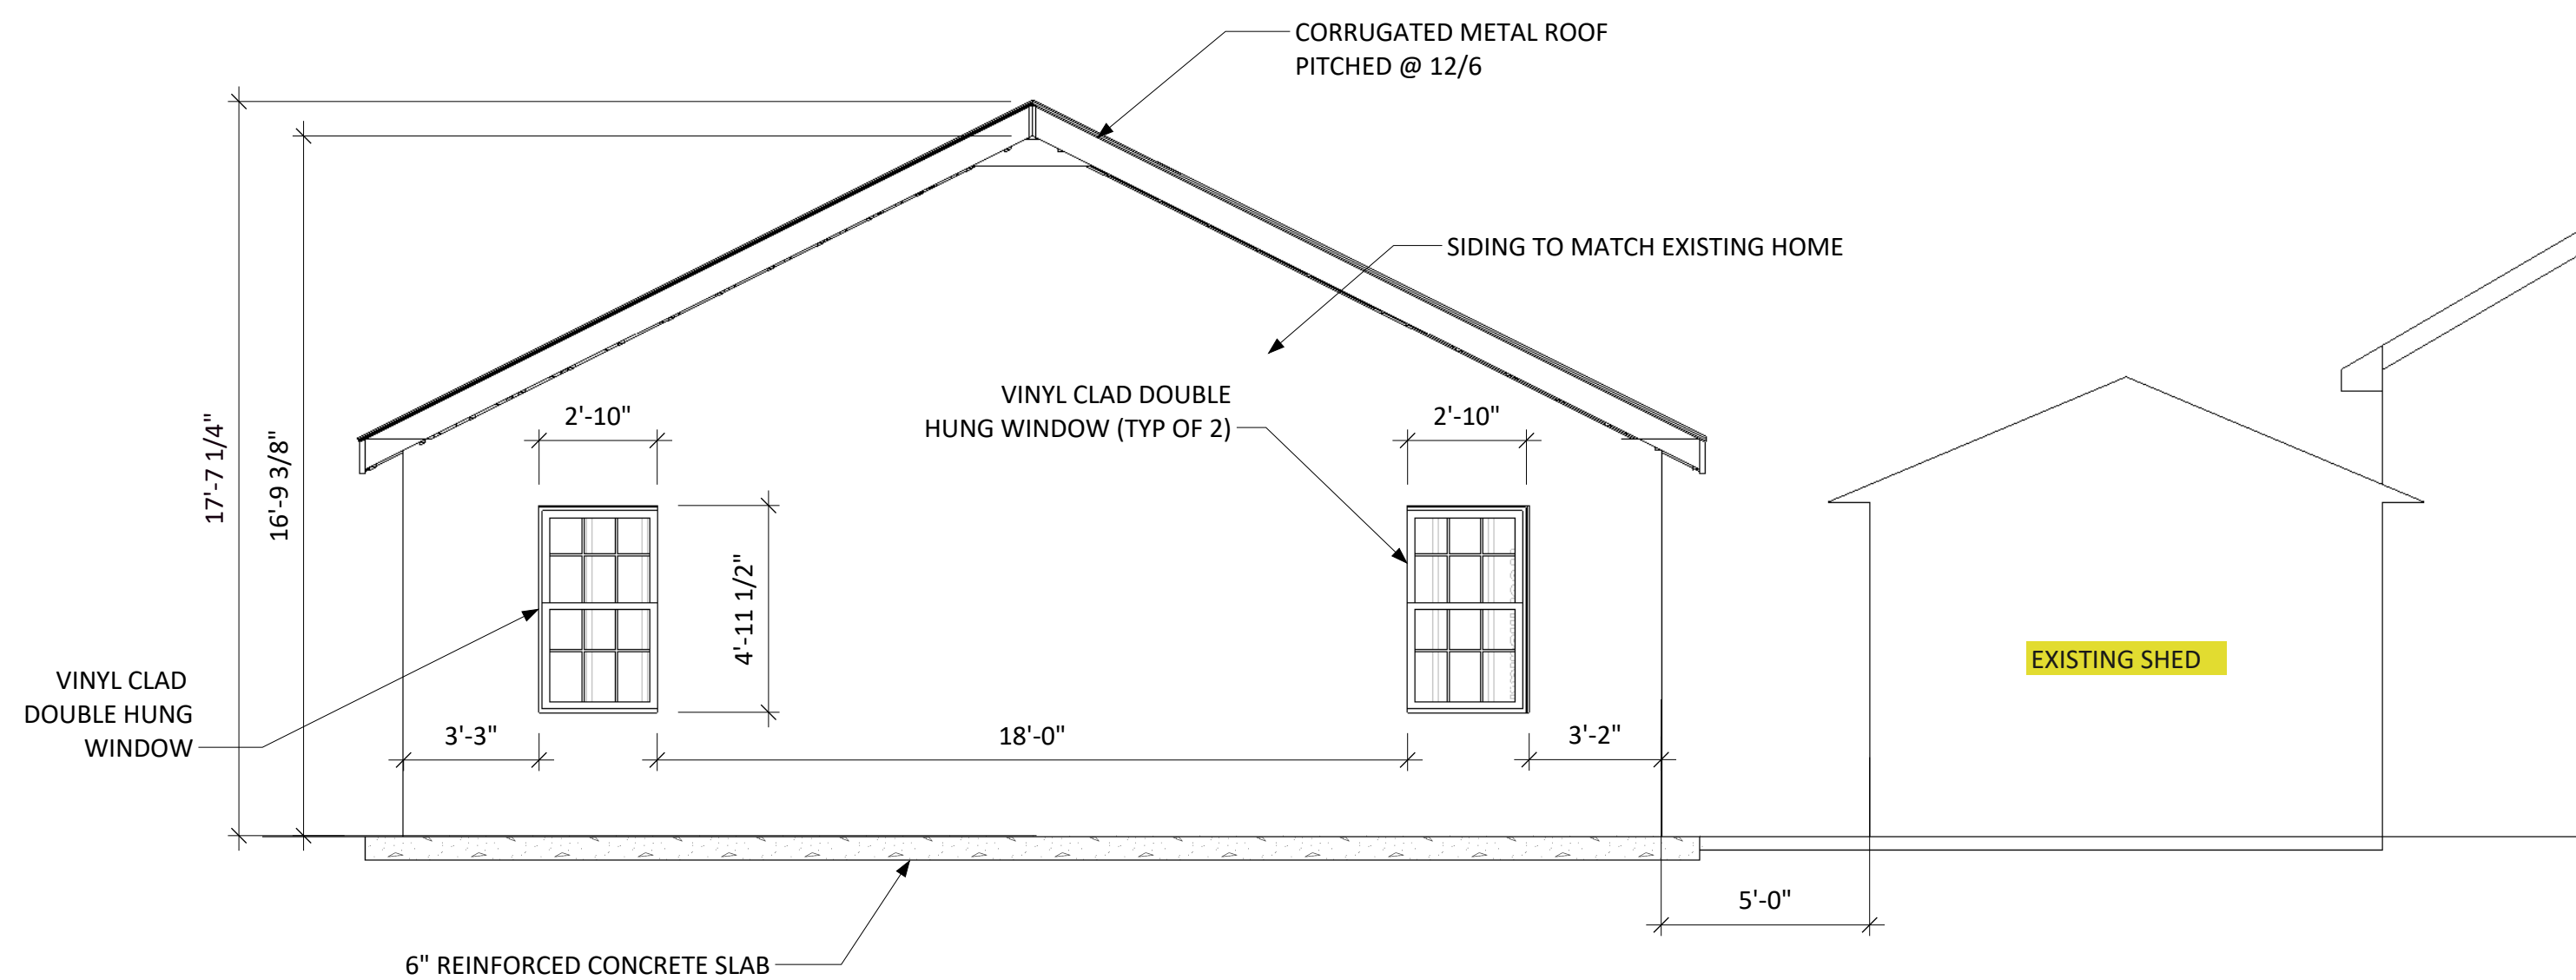 CORRUGATED METAL ROOF
PITCHED @ 12/6
SIDING TO MATCH EXISTING HOME
17'-7 1/4"
16'-9 3/8"
2'-10"
VINYL CLAD DOUBLE
HUNG WINDOW (TYP OF 2)
2'-10"
4'-11 1/2"
EXISTING SHED
VINYL CLAD
DOUBLE HUNG
WINDOW
3'-3"
18'-0"
3'-2"
5'-0"
6" REINFORCED CONCRETE SLAB